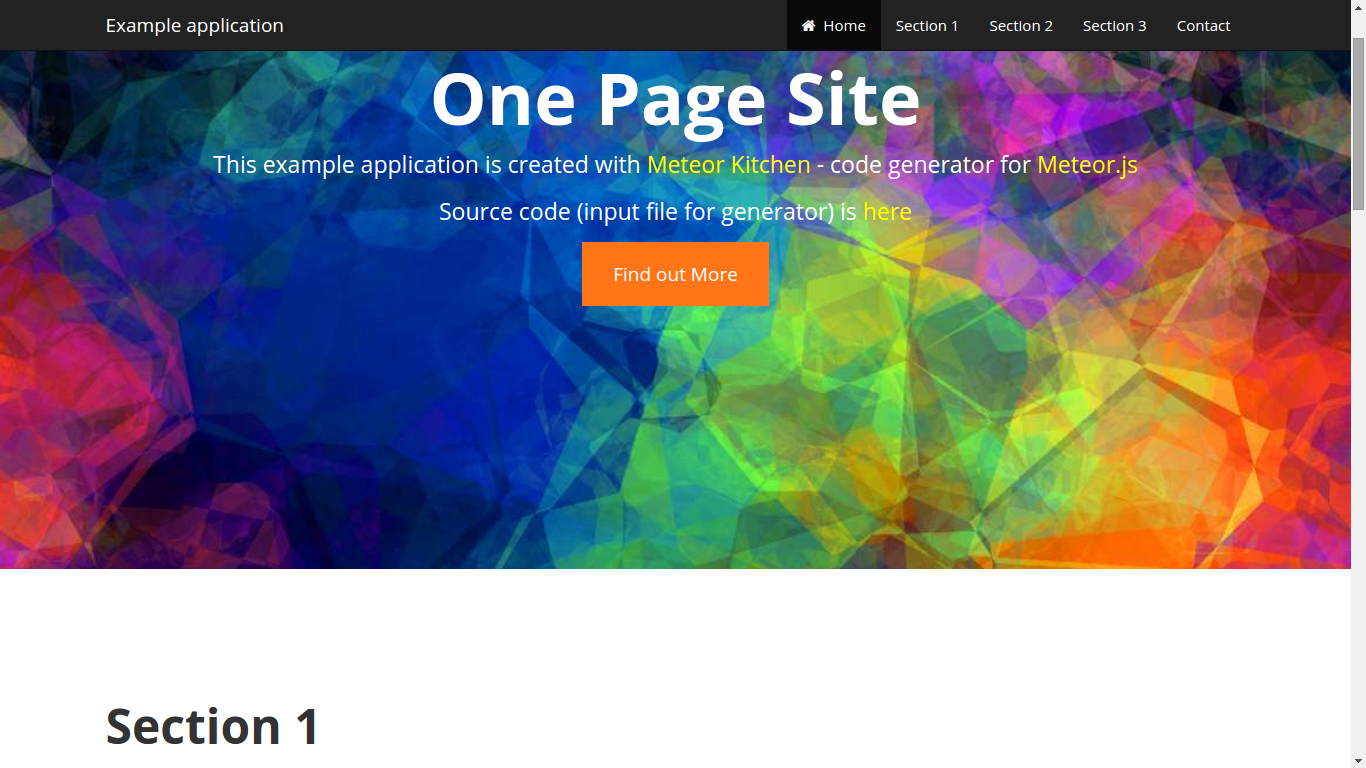 Example application
Home
Section 1
Section 2
Section 3
Contact
One Page Site
This example application is created with Meteor Kitchen - code generator for Meteor.js
Source code (input file for generator) is here
Find out More
Section 1